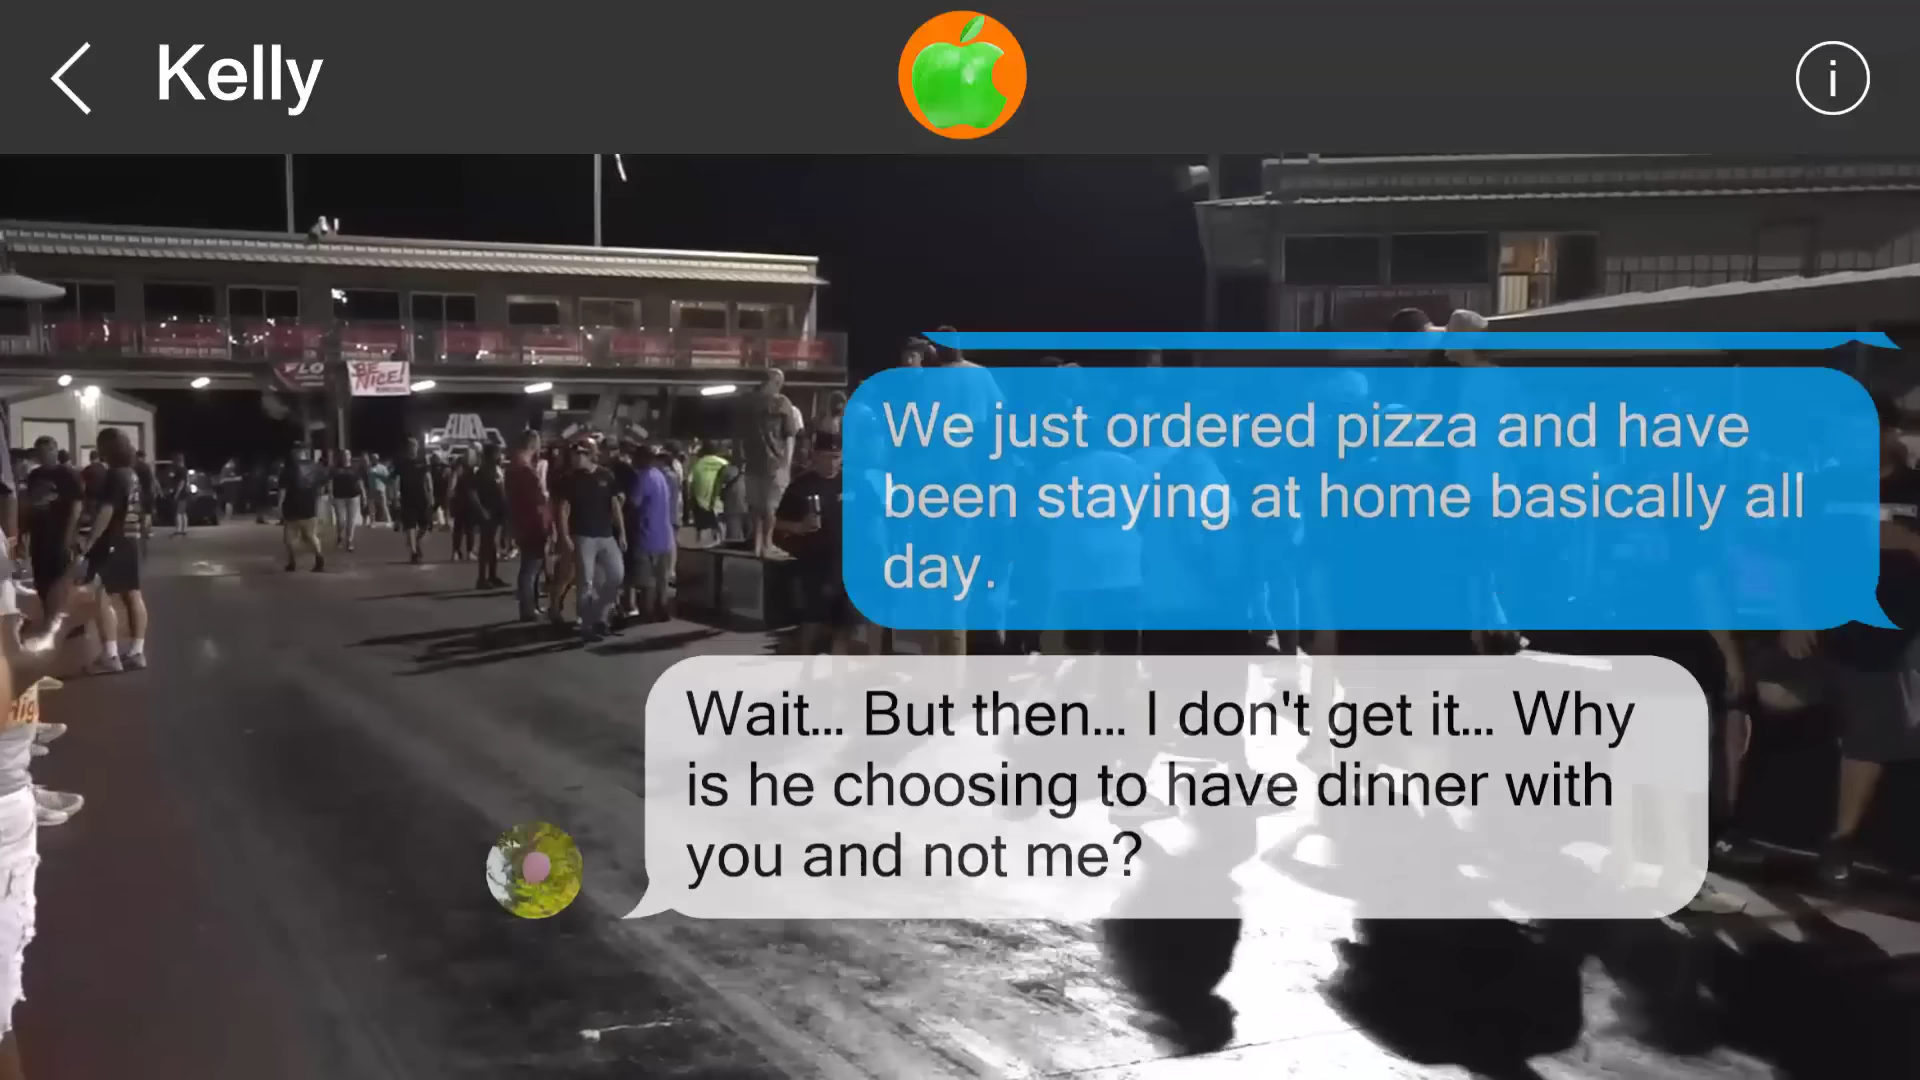 Kelly
i
FLO
BE
NICE!
We just ordered pizza and have
been staying at home basically all
day.
Wait... But then... I don't get it... Why
is he choosing to have dinner with
you and not me?